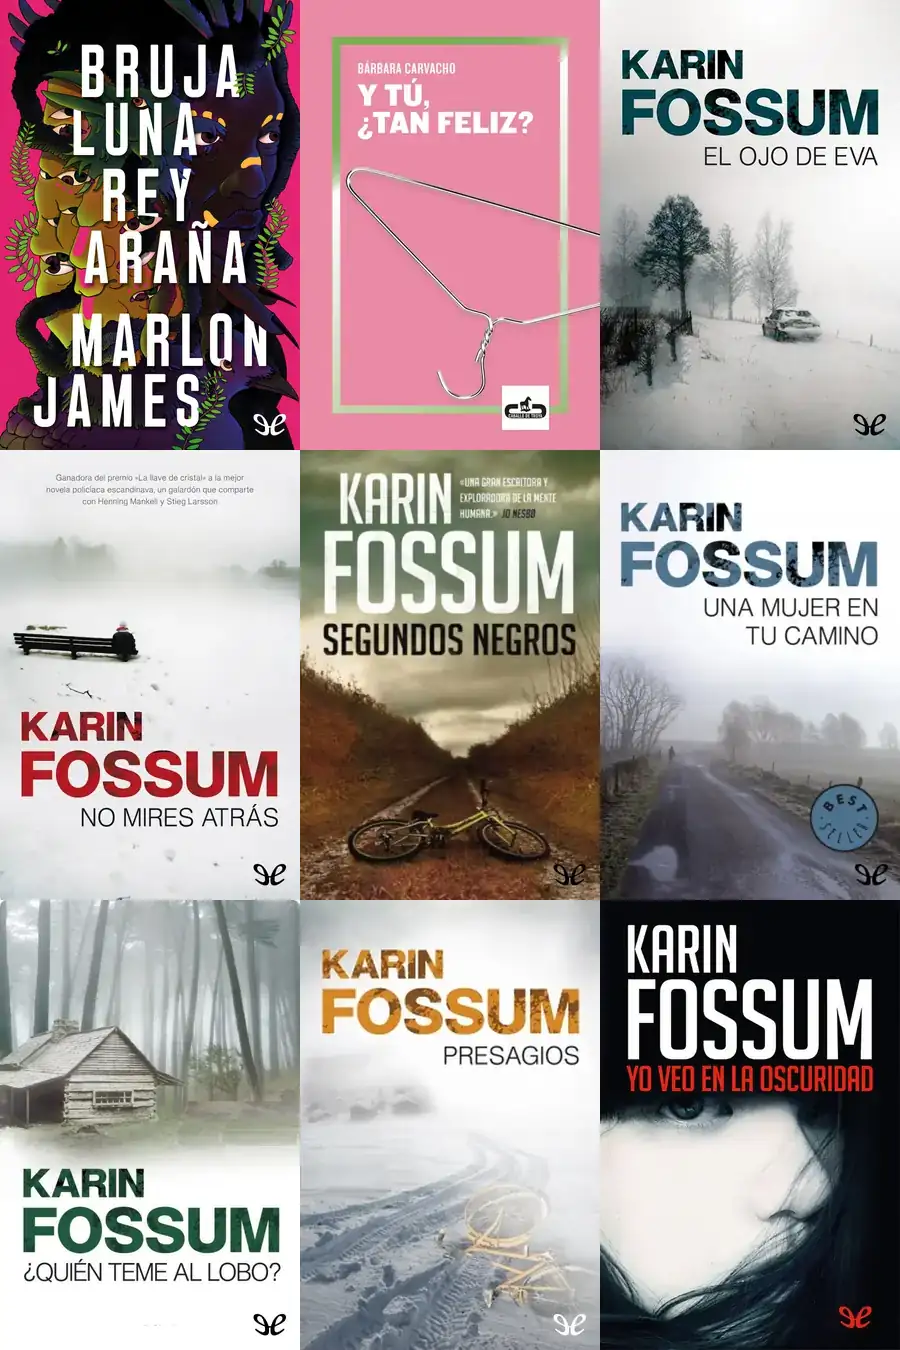 BRUJA
LUNA
REY
ARAÑA
MARLON
JAMES
BÁRBARA CARVACHO
Y TÚ,
¿TAN FELIZ?
CABALLO DE TROYA
KARIN
FOSSUM
EL OJO DE EVA
Ganadora del premio «La llave de cristal» a la mejor
novela policíaca escandinava, un galardón que comparte
con Henning Mankell y Stieg Larsson
KARIN
FOSSUM
NO MIRES ATRÁS
KARIN
«UNA GRAN ESCRITORA Y
EXPLORADORA DE LA MENTE
HUMANA.» JO NESBØ
FOSSUM
SEGUNDOS NEGROS
KARIN
FOSSUM
UNA MUJER EN
TU CAMINO
BEST
SELLER
KARIN
FOSSUM
¿QUIÉN TEME AL LOBO?
KARIN
FOSSUM
PRESAGIOS
KARIN
FOSSUM
YO VEO EN LA OSCURIDAD